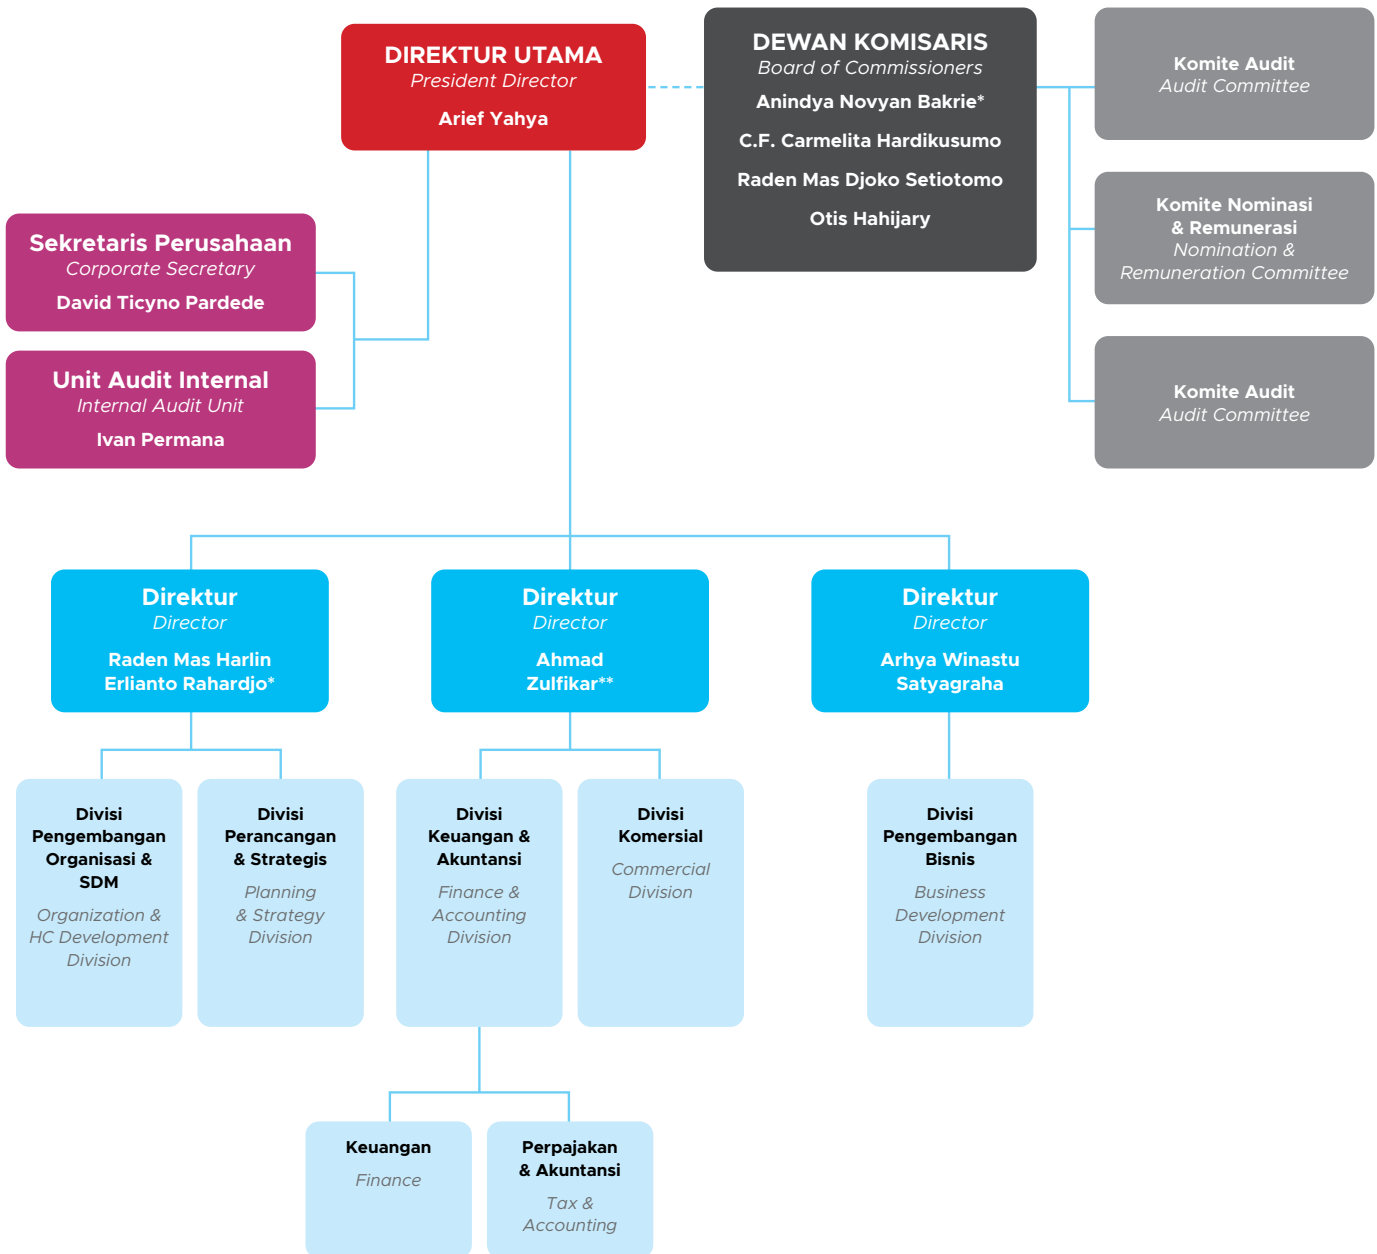 DIREKTUR UTAMA
President Director
Arief Yahya
DEWAN KOMISARIS
Board of Commissioners
Anindya Novyan Bakrie*
C.F. Carmelita Hardikusumo
Raden Mas Djoko Setiotomo
Otis Hahijary
Komite Audit
Audit Committee
Komite Nominasi
& Remunerasi
Nomination &
Remuneration Committee
Komite Audit
Audit Committee
Sekretaris Perusahaan
Corporate Secretary
David Ticyno Pardede
Unit Audit Internal
Internal Audit Unit
Ivan Permana
Direktur
Director
Raden Mas Harlin
Erlianto Rahardjo*
Direktur
Director
Ahmad
Zulfikar**
Direktur
Director
Arhya Winastu
Satyagraha
Divisi
Pengembangan
Organisasi &
SDM
Organization &
HC Development
Division
Divisi
Perancangan
& Strategis
Planning
& Strategy
Division
Divisi
Keuangan &
Akuntansi
Finance &
Accounting
Division
Divisi
Komersial
Commercial
Division
Divisi
Pengembangan
Bisnis
Business
Development
Division
Keuangan
Finance
Perpajakan
& Akuntansi
Tax &
Accounting